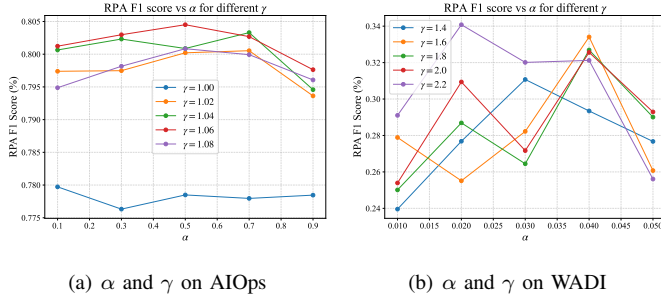 RPA F1 score vs α for different γ
RPA F1 Score (%)
0.805
0.800
0.795
0.790
0.785
0.780
0.775
γ = 1.00
γ = 1.02
γ = 1.04
γ = 1.06
γ = 1.08
0.1 0.2 0.3 0.4 0.5 0.6 0.7 0.8 0.9
α
(a) α and γ on AIOps
RPA F1 score vs α for different γ
RPA F1 Score (%)
0.34
0.32
0.30
0.28
0.26
0.24
γ = 1.4
γ = 1.6
γ = 1.8
γ = 2.0
γ = 2.2
0.010 0.015 0.020 0.025 0.030 0.035 0.040 0.045 0.050
α
(b) α and γ on WADI